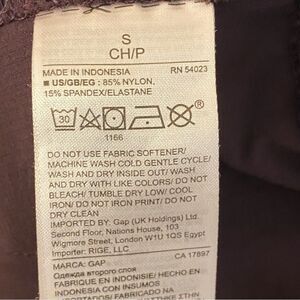 S
CH/P
MADE IN INDONESIA RN 54023
■ US/GB/EG : 85% NYLON,
15% SPANDEX/ELASTANE
30
®
1166
DO NOT USE FABRIC SOFTENER/
MACHINE WASH COLD GENTLE CYCLE/
WASH AND DRY INSIDE OUT/ WASH
AND DRY WITH LIKE COLORS/ DO NOT
BLEACH/ TUMBLE DRY LOW/ COOL
IRON/ DO NOT IRON PRINT/ DO NOT
DRY CLEAN
IMPORTED BY: Gap (UK Holdings) Ltd.
Second Floor, Nations House, 103
Wigmore Street, London W1U 1QS Egypt
Importer: RIGE, LLC
MARCA: GAP CA 17897
Одежда второго слоя
FABRIQUE EN INDONISIE/ HECHO EN
INDONESIA CON INSUMOS